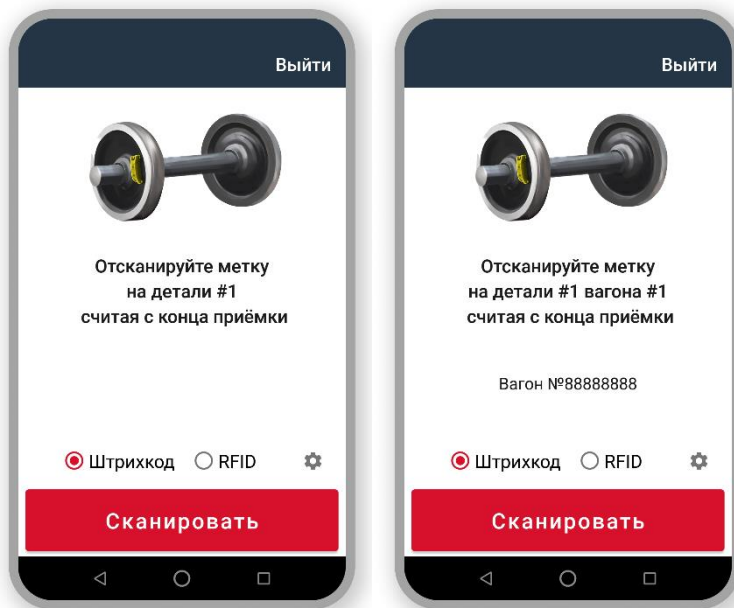 Выйти
Отсканируйте метку
на детали #1
считая с конца приёмки
Штрихкод
RFID
Сканировать
Выйти
Отсканируйте метку
на детали #1 вагона #1
считая с конца приёмки
Вагон №88888888
Штрихкод
RFID
Сканировать